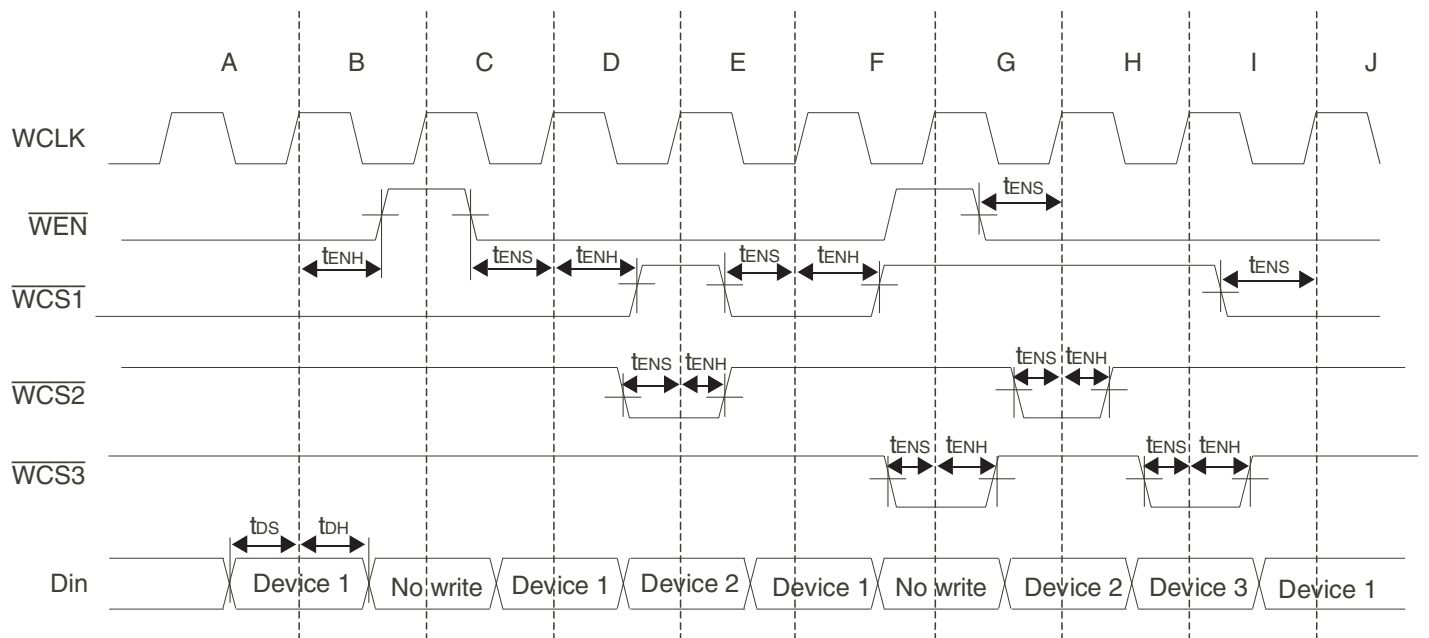 A B C D E F G H I J
WCLK
WEN
tENS
tENH tENS tENH tENS tENH tENS
WCS1
tENS tENH tENS tENH
WCS2
tENS tENH tENS tENH
WCS3
tDS tDH
Din Device 1 No write Device 1 Device 2 Device 1 No write Device 2 Device 3 Device 1